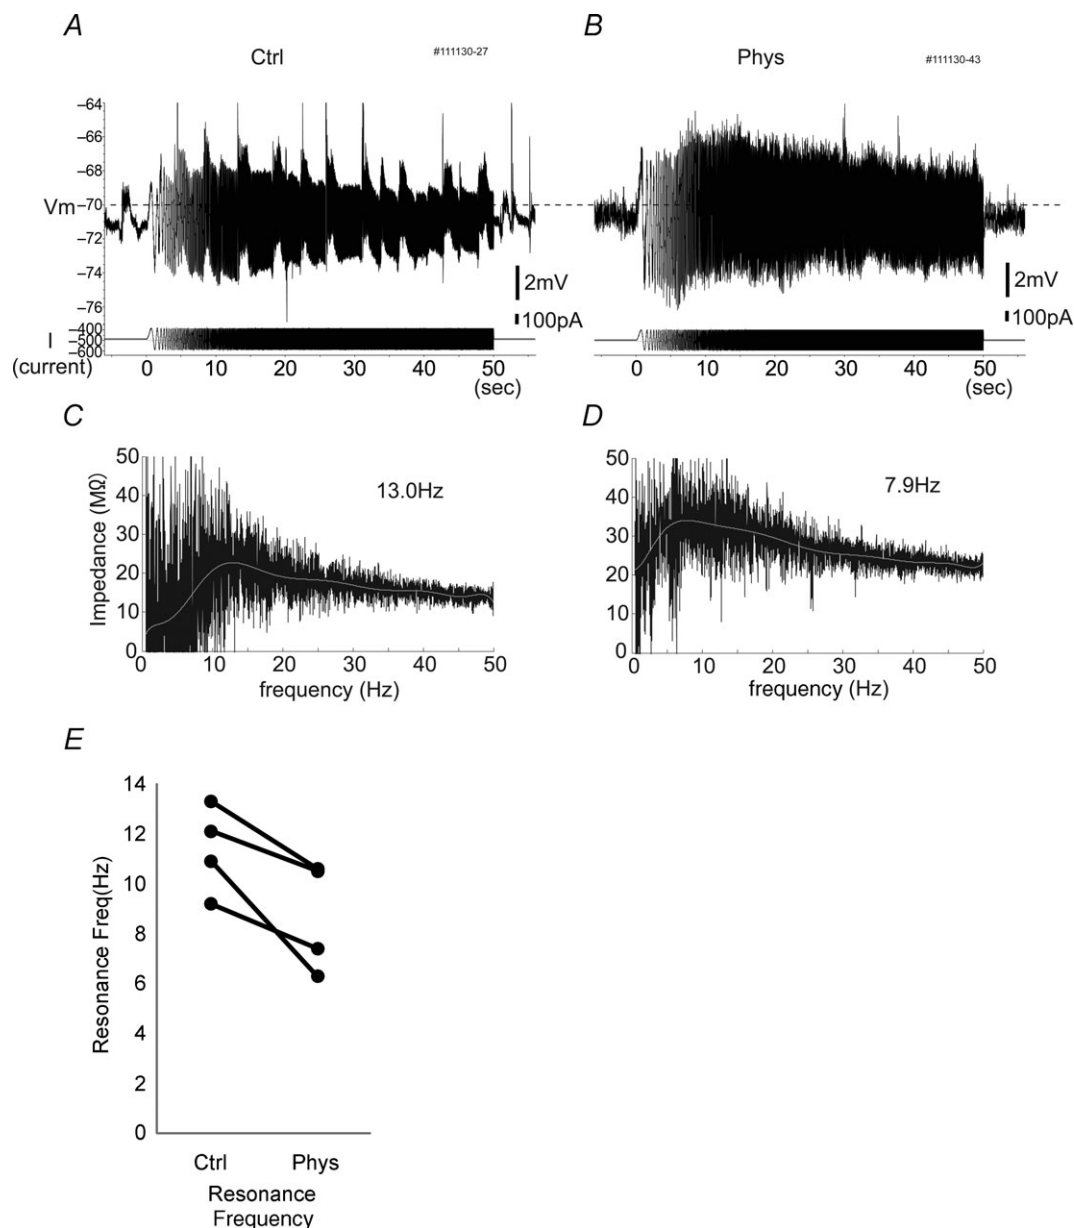 A
B
Ctrl
#111130-27
Phys
#111130-43
−64
−66
−68
Vm −70
−72
−74
−76
2mV
100pA
2mV
100pA
I
(current)
−400
−500
−600
0 10 20 30 40 50
(sec)
0 10 20 30 40 50
(sec)
C
D
Impedance (MΩ)
50
40
30
20
10
0
13.0Hz
0 10 20 30 40 50
frequency (Hz)
50
40
30
20
10
0
7.9Hz
0 10 20 30 40 50
frequency (Hz)
E
Resonance Freq(Hz)
14
12
10
8
6
4
2
0
Ctrl Phys
Resonance
Frequency